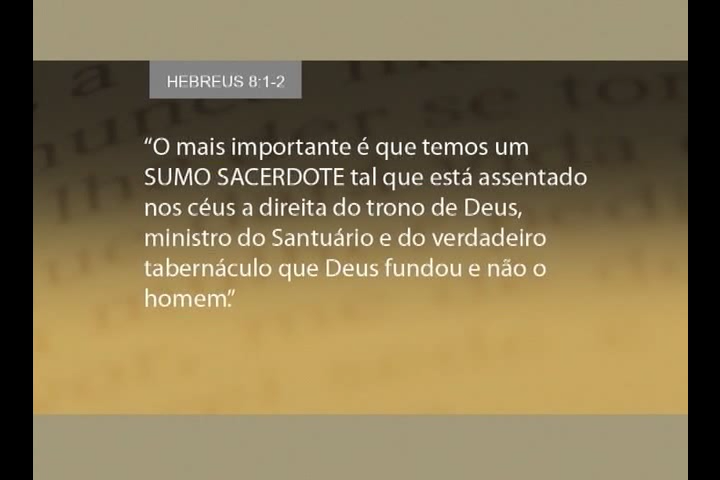 HEBREUS 8:1-2
“O mais importante é que temos um
SUMO SACERDOTE tal que está assentado
nos céus a direita do trono de Deus,
ministro do Santuário e do verdadeiro
tabernáculo que Deus fundou e não o
homem.”